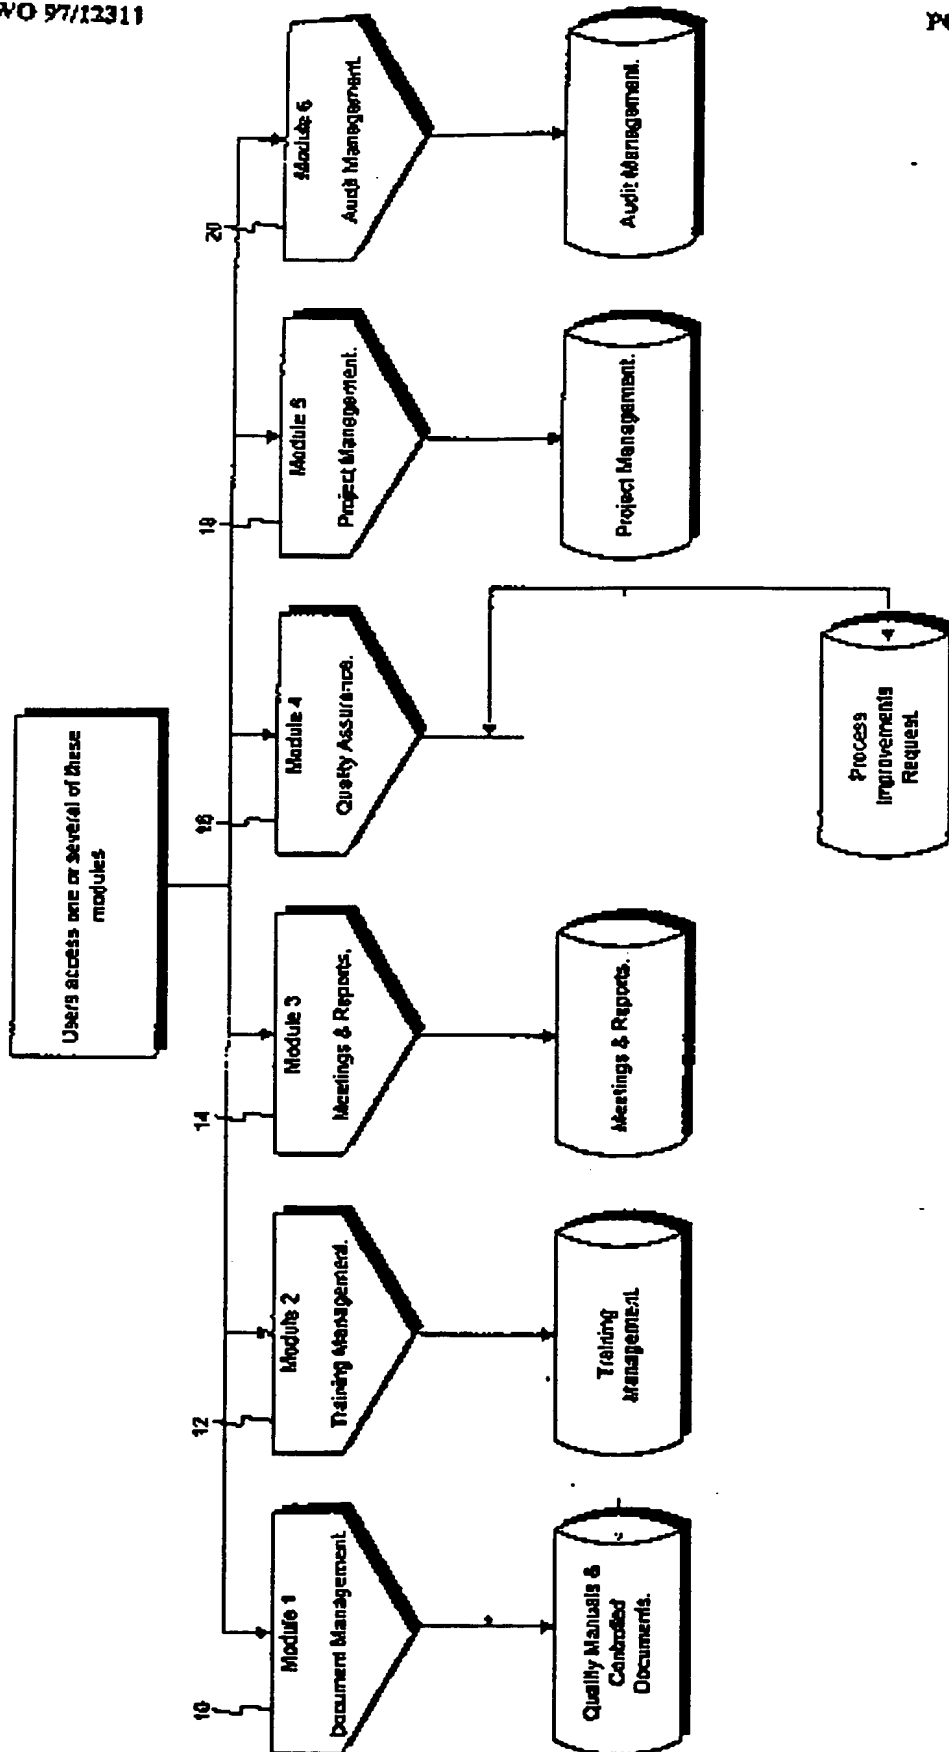 WO 97/12311
Users access one or several of these
modules
10
Module 1
Document Management
12
Module 2
Training Management.
14
Module 3
Meetings & Reports.
16
Module 4
Quality Assurance.
18
Module 5
Project Management.
20
Module 6
Audit Management.
Quality Manuals &
Controlled
Documents.
Training
Management
Meetings & Reports.
Process
Improvements
Request.
Project Management.
Audit Management.